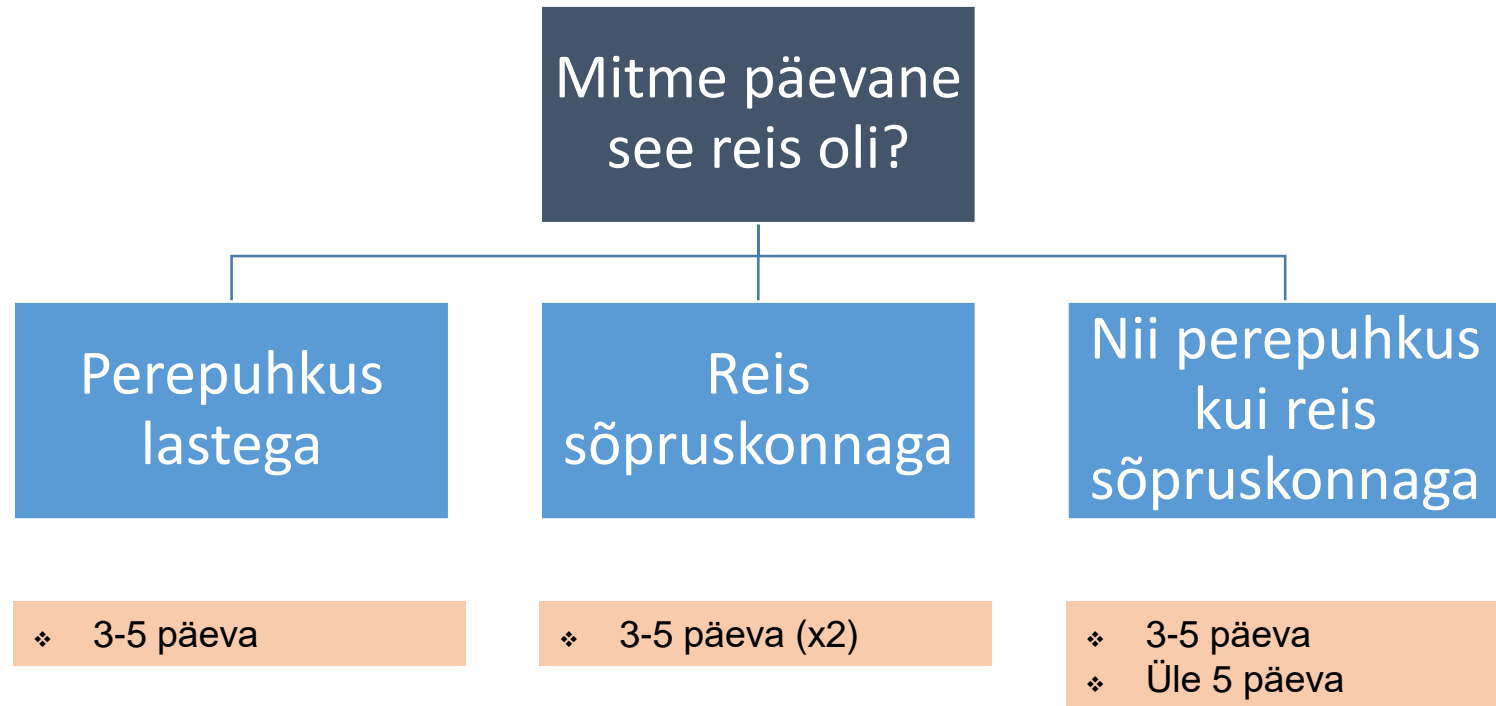 Mitme päevane
see reis oli?
Perepuhkus
lastega
Reis
sõpruskonnaga
Nii perepuhkus
kui reis
sõpruskonnaga
❖ 3-5 päeva
❖ 3-5 päeva (x2)
❖ 3-5 päeva
❖ Üle 5 päeva